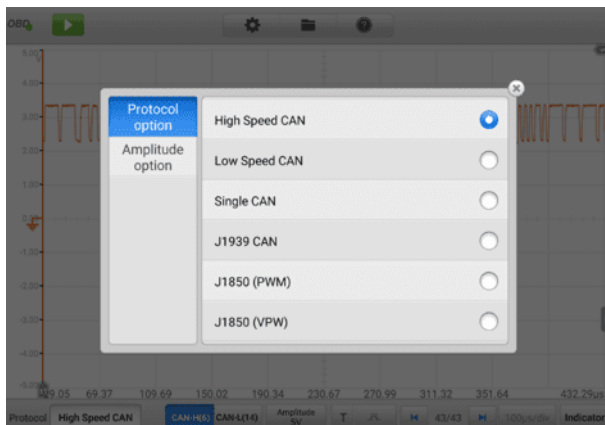 OBD
5.00
V
4.00
3.00
2.00
1.00
0.00
-1.00
-2.00
-3.00
-4.00
-5.00
Protocol
option
Amplitude
option
High Speed CAN
Low Speed CAN
Single CAN
J1939 CAN
J1850 (PWM)
J1850 (VPW)
69.37 109.69 150.02 190.34 230.67 270.99 311.32 351.64 432.29us
Protocol High Speed CAN CAN-H(6) CAN-L(14) Amplitude 5V T 43/43 100μs/div Indicator